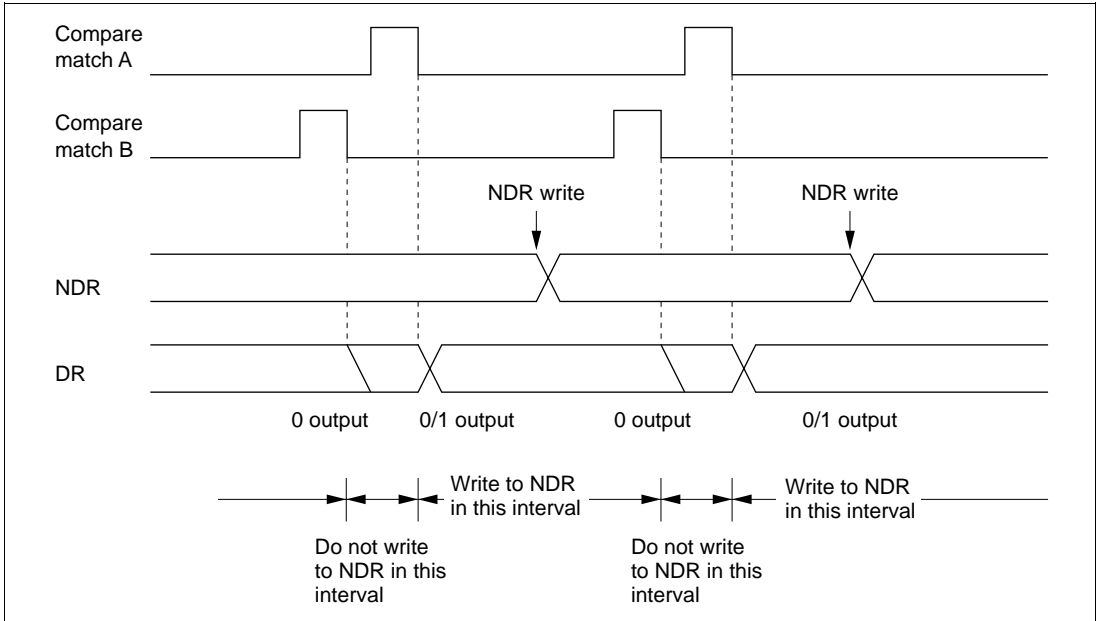 Compare
match A
Compare
match B
NDR write
NDR write
NDR
DR
0 output
0/1 output
0 output
0/1 output
Write to NDR
in this interval
Write to NDR
in this interval
Do not write
to NDR in this
interval
Do not write
to NDR in this
interval